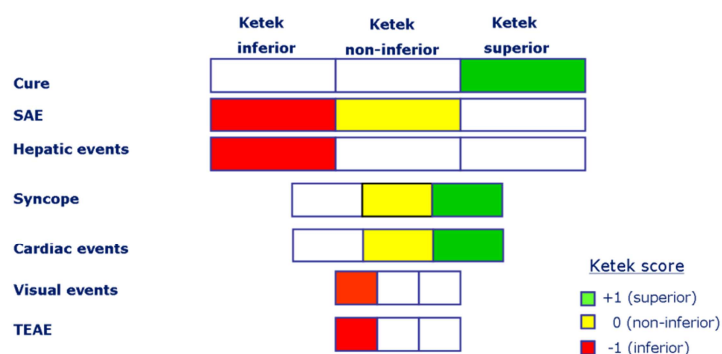 Ketek Ketek Ketek
inferior non-inferior superior
Cure
SAE
Hepatic events
Syncope
Cardiac events
Visual events
TEAE
Ketek score
+1 (superior)
0 (non-inferior)
-1 (inferior)